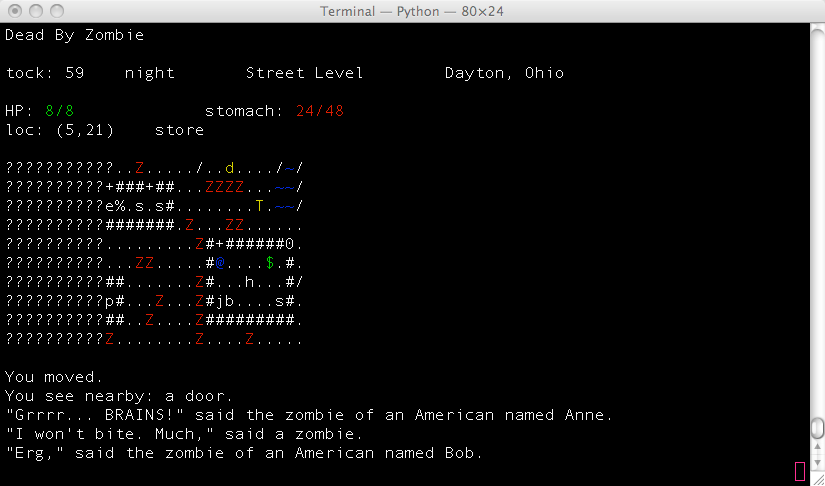 Terminal — Python — 80×24
Dead By Zombie
tock: 59    night       Street Level        Dayton, Ohio
HP: 8/8             stomach: 24/48
loc: (5,21)    store
???????????..Z...../..d..../~/
??????????+###+##...ZZZZ...~~/
??????????e%.s.s#........T.~~/
??????????#######.Z...ZZ......
??????????.........Z#+######0.
??????????...ZZ.....#@....$.#.
??????????##.......Z#...h...#/
??????????p#...Z...Z#jb....s#.
??????????##..Z....Z#########.
??????????Z........Z....Z.....
You moved.
You see nearby: a door.
"Grrrr... BRAINS!" said the zombie of an American named Anne.
"I won't bite. Much," said a zombie.
"Erg," said the zombie of an American named Bob.